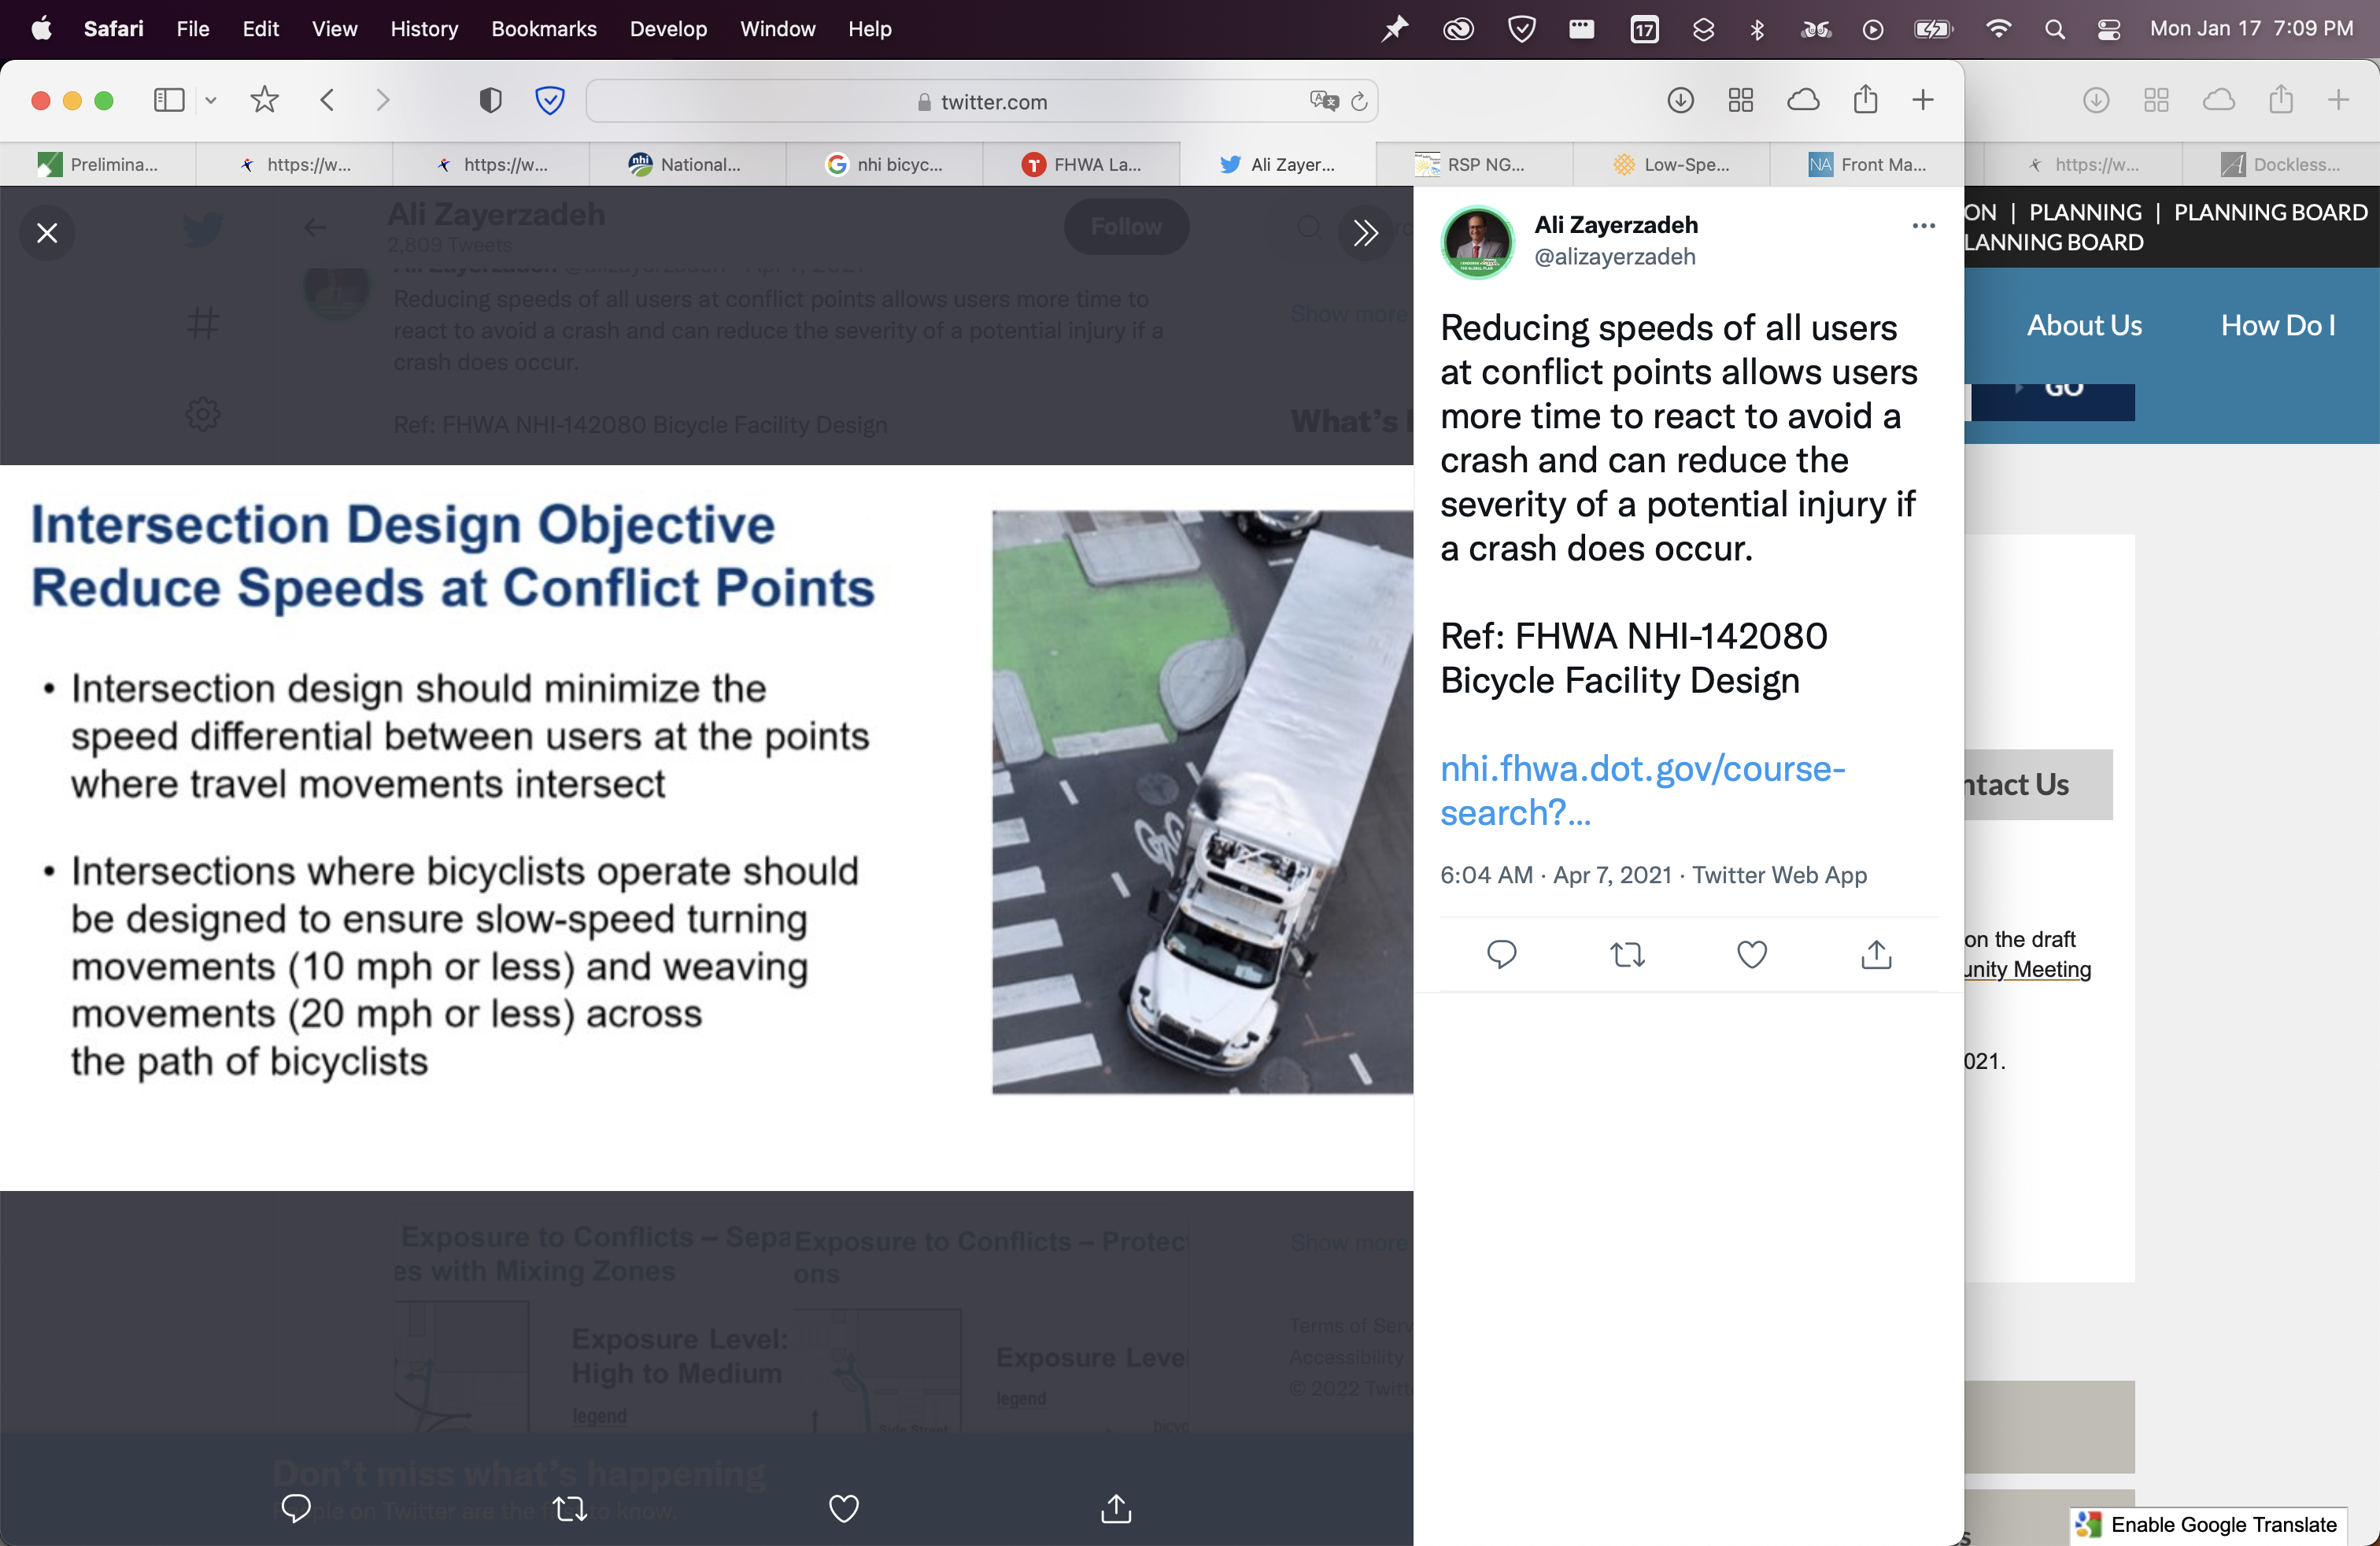 Safari File Edit View History Bookmarks Develop Window Help 17 Mon Jan 17 7:09 PM
twitter.com
Prelimina... https://w... https://w... nhi National... nhi bicyc... FHWA La... Ali Zayer... RSP NG... Low-Spe... NA Front Ma... https://w... Dockless...
Ali Zayerzadeh
2,809 Tweets
Follow
Reducing speeds of all users at conflict points allows users more time to
react to avoid a crash and can reduce the severity of a potential injury if a
crash does occur.
Ref: FHWA NHI-142080 Bicycle Facility Design
Show more
What's
Intersection Design Objective
Reduce Speeds at Conflict Points
• Intersection design should minimize the
speed differential between users at the points
where travel movements intersect
• Intersections where bicyclists operate should
be designed to ensure slow-speed turning
movements (10 mph or less) and weaving
movements (20 mph or less) across
the path of bicyclists
Exposure to Conflicts – Sepa
es with Mixing Zones
Exposure Level:
High to Medium
legend
Exposure to Conflicts – Protec
ons
Exposure Leve
legend
Side Street
bicyc
Show more
Terms of Serv
Accessibility
© 2022 Twitt
Don't miss what's happening
People on Twitter are the first to know.
Ali Zayerzadeh
@alizayerzadeh
Reducing speeds of all users
at conflict points allows users
more time to react to avoid a
crash and can reduce the
severity of a potential injury if
a crash does occur.
Ref: FHWA NHI-142080
Bicycle Facility Design
nhi.fhwa.dot.gov/course-
search?...
6:04 AM · Apr 7, 2021 · Twitter Web App
ON | PLANNING | PLANNING BOARD
LANNING BOARD
About Us How Do I
GO
ntact Us
on the draft
unity Meeting
021.
s
Enable Google Translate